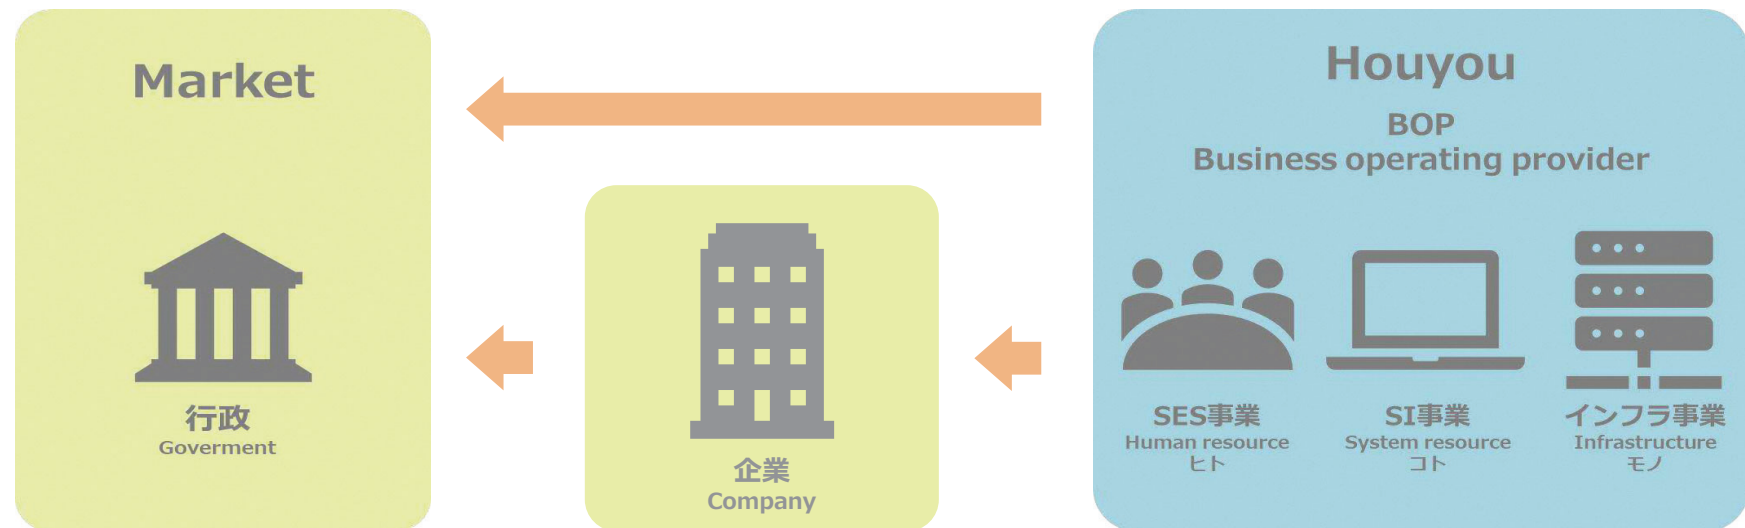 Market
行政
Goverment
企業
Company
Houyou
BOP
Business operating provider
SES事業
Human resource
ヒト
SI事業
System resource
コト
インフラ事業
Infrastructure
モノ